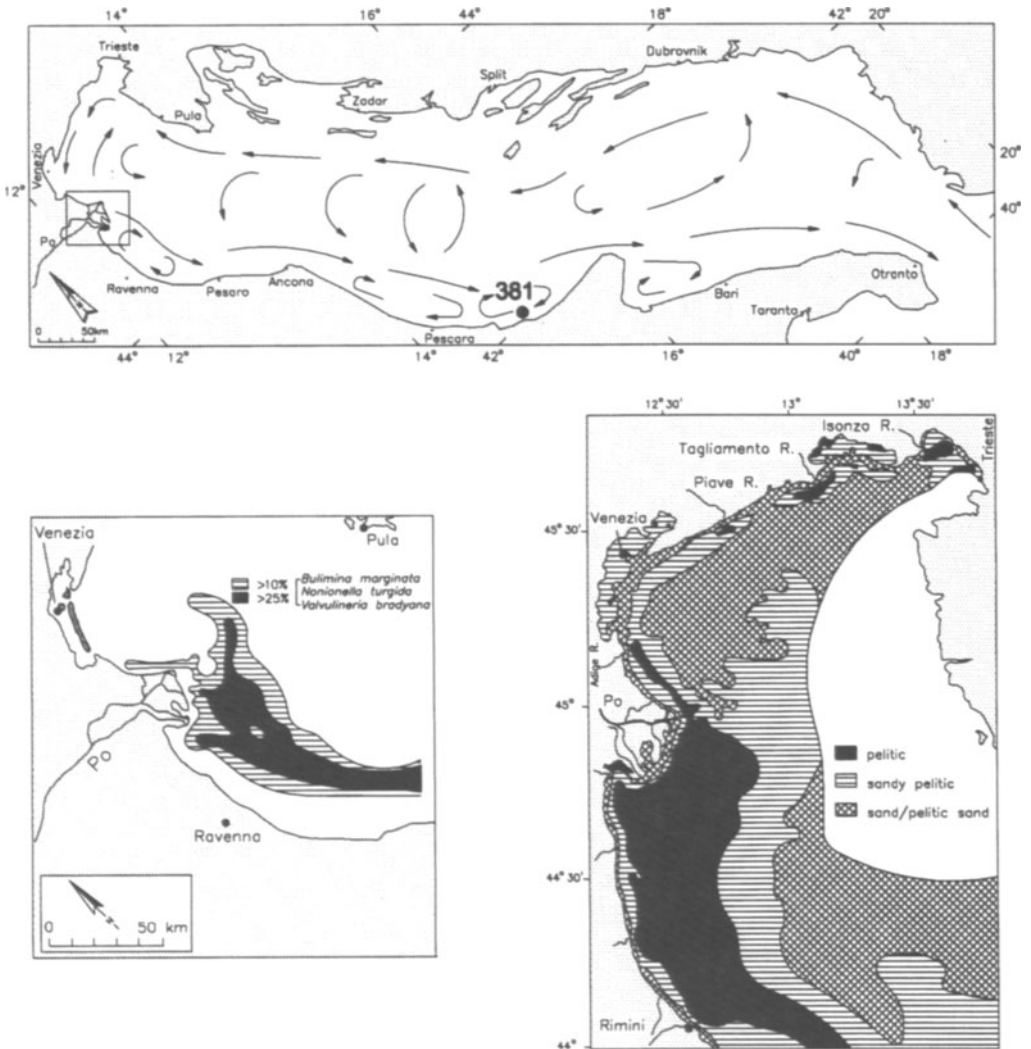 14° 16° 44° 18° 42° 20°
Trieste
Dubrovnik
Split
Zadar
Pula
Venezia
20°
12°
40°
Po
Ravenna
Pesaro
Ancona
381
Bari
Otranto
Taranta
0 50km
Pescara
44° 12° 14° 42° 16° 40° 18°
12° 30' 13° 13° 30'
Isonzo R.
Trieste
Tagliamento R.
Piave R.
Venezia
45° 30'
Adige R.
45°
Po
pelitic
sandy pelitic
sand/pelitic sand
44° 30'
Rimini
44°
Venezia
Pula
>10% Bulimina marginata
Nonionella turgida
>25% Valvulineria bradyana
Po
Ravenna
0 50 km